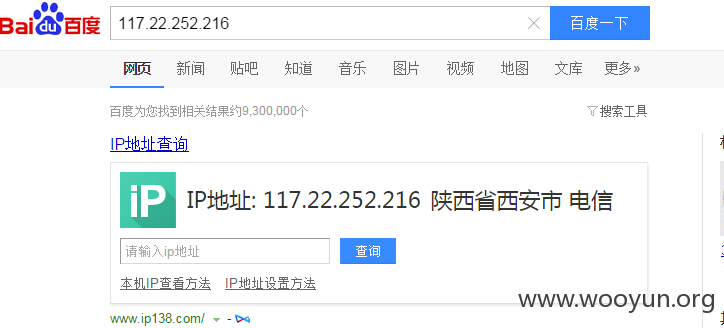 Bai du 百度 117.22.252.216 百度一下
网页 新闻 贴吧 知道 音乐 图片 视频 地图 文库 更多»
百度为您找到相关结果约9,300,000个 搜索工具
IP地址查询
iP IP地址: 117.22.252.216 陕西省西安市 电信
请输入ip地址 查询
本机IP查看方法 IP地址设置方法
www.wooyun.org
www.ip138.com/ -